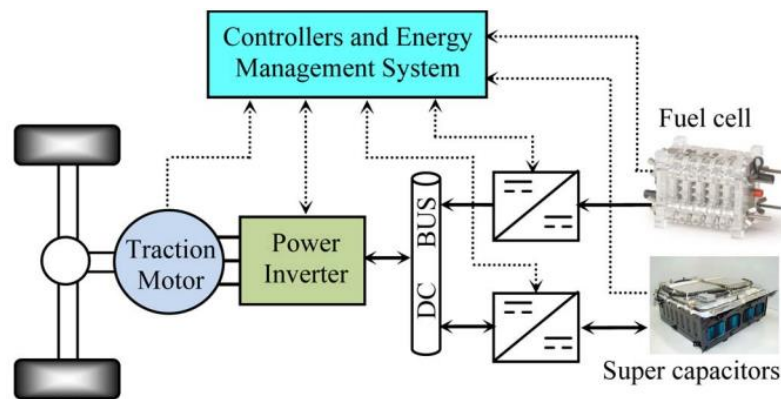 Controllers and Energy
Management System
Fuel cell
Traction
Motor
Power
Inverter
DC BUS
Super capacitors